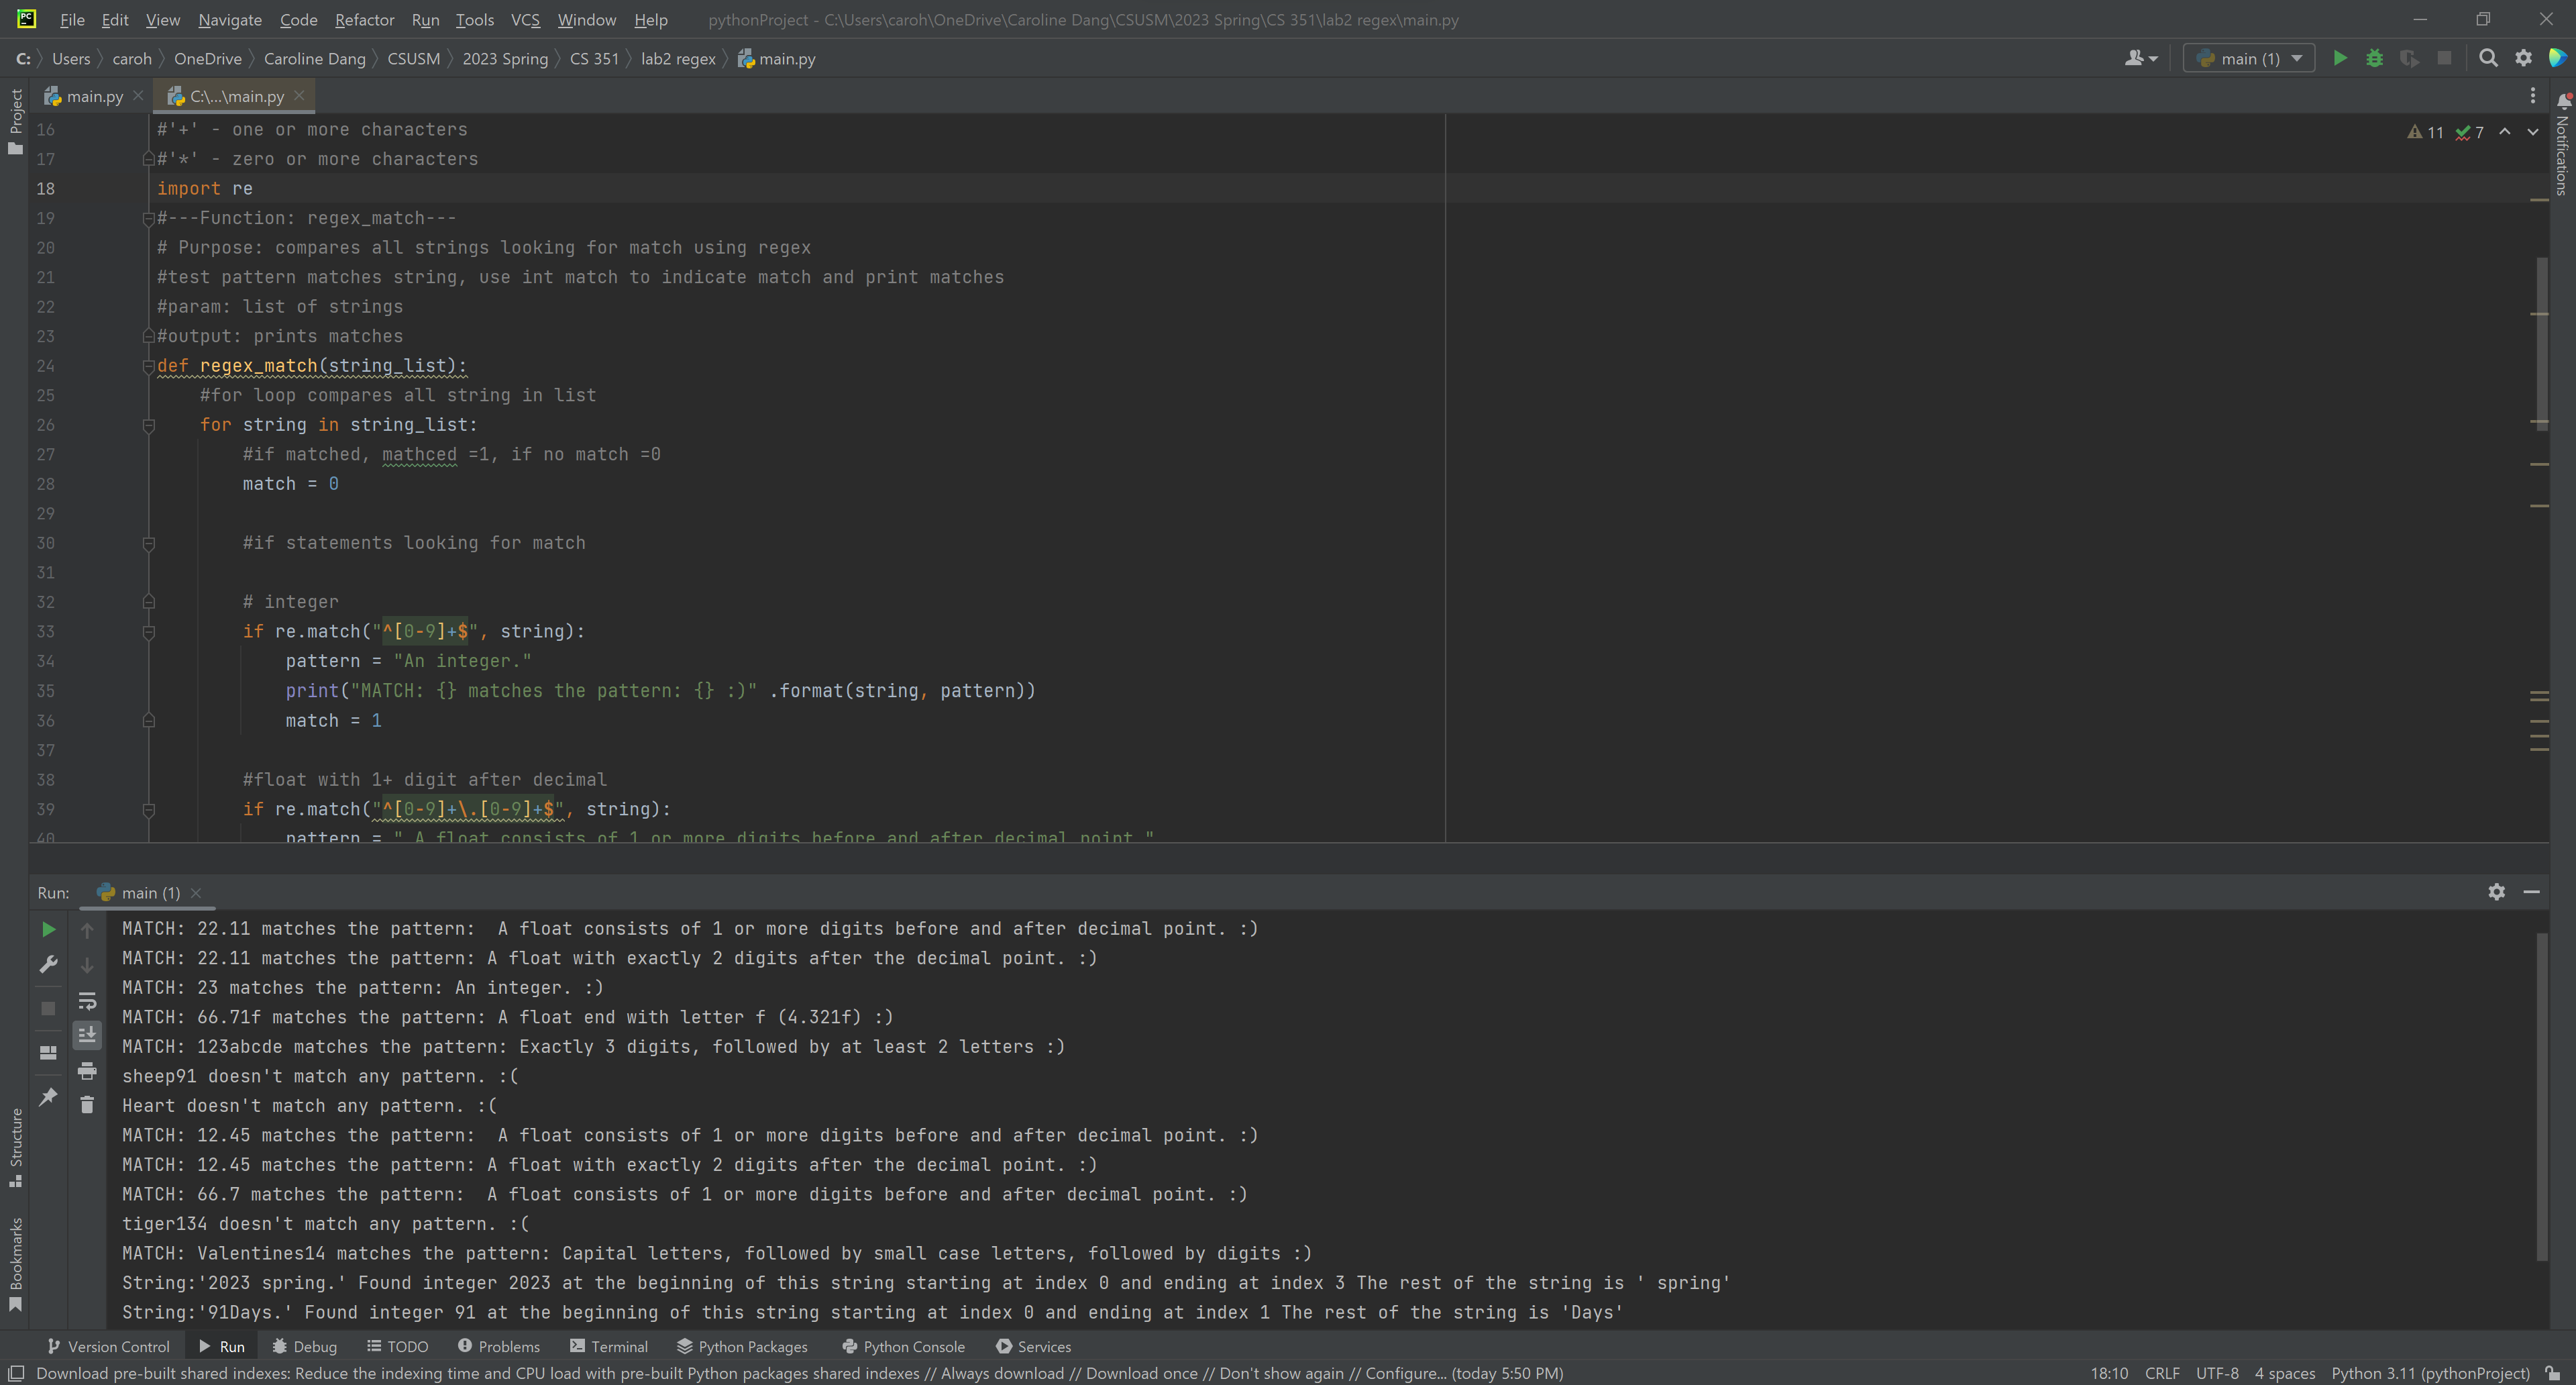 File Edit View Navigate Code Refactor Run Tools VCS Window Help pythonProject - C:\Users\caroh\OneDrive\Caroline Dang\CSUSM\2023 Spring\CS 351\lab2 regex\main.py
C: Users caroh OneDrive Caroline Dang CSUSM 2023 Spring CS 351 lab2 regex main.py main (1)
main.py C:\...\main.py
Project
Notifications
11 7
16 #'+' - one or more characters
17 #'*' - zero or more characters
18 import re
19 #---Function: regex_match---
20 # Purpose: compares all strings looking for match using regex
21 #test pattern matches string, use int match to indicate match and print matches
22 #param: list of strings
23 #output: prints matches
24 def regex_match(string_list):
25 #for loop compares all string in list
26 for string in string_list:
27 #if matched, mathced =1, if no match =0
28 match = 0
29
30 #if statements looking for match
31
32 # integer
33 if re.match("^[0-9]+$", string):
34 pattern = "An integer."
35 print("MATCH: {} matches the pattern: {} :)" .format(string, pattern))
36 match = 1
37
38 #float with 1+ digit after decimal
39 if re.match("^[0-9]+\.[0-9]+$", string):
40 pattern = " A float consists of 1 or more digits before and after decimal point "
Run: main (1)
MATCH: 22.11 matches the pattern:  A float consists of 1 or more digits before and after decimal point. :)
MATCH: 22.11 matches the pattern: A float with exactly 2 digits after the decimal point. :)
MATCH: 23 matches the pattern: An integer. :)
MATCH: 66.71f matches the pattern: A float end with letter f (4.321f) :)
MATCH: 123abcde matches the pattern: Exactly 3 digits, followed by at least 2 letters :)
sheep91 doesn't match any pattern. :(
Heart doesn't match any pattern. :(
MATCH: 12.45 matches the pattern:  A float consists of 1 or more digits before and after decimal point. :)
MATCH: 12.45 matches the pattern: A float with exactly 2 digits after the decimal point. :)
MATCH: 66.7 matches the pattern:  A float consists of 1 or more digits before and after decimal point. :)
tiger134 doesn't match any pattern. :(
MATCH: Valentines14 matches the pattern: Capital letters, followed by small case letters, followed by digits :)
String:'2023 spring.' Found integer 2023 at the beginning of this string starting at index 0 and ending at index 3 The rest of the string is ' spring'
String:'91Days.' Found integer 91 at the beginning of this string starting at index 0 and ending at index 1 The rest of the string is 'Days'
Structure
Bookmarks
Version Control Run Debug TODO Problems Terminal Python Packages Python Console Services
Download pre-built shared indexes: Reduce the indexing time and CPU load with pre-built Python packages shared indexes // Always download // Download once // Don't show again // Configure... (today 5:50 PM) 18:10 CRLF UTF-8 4 spaces Python 3.11 (pythonProject)